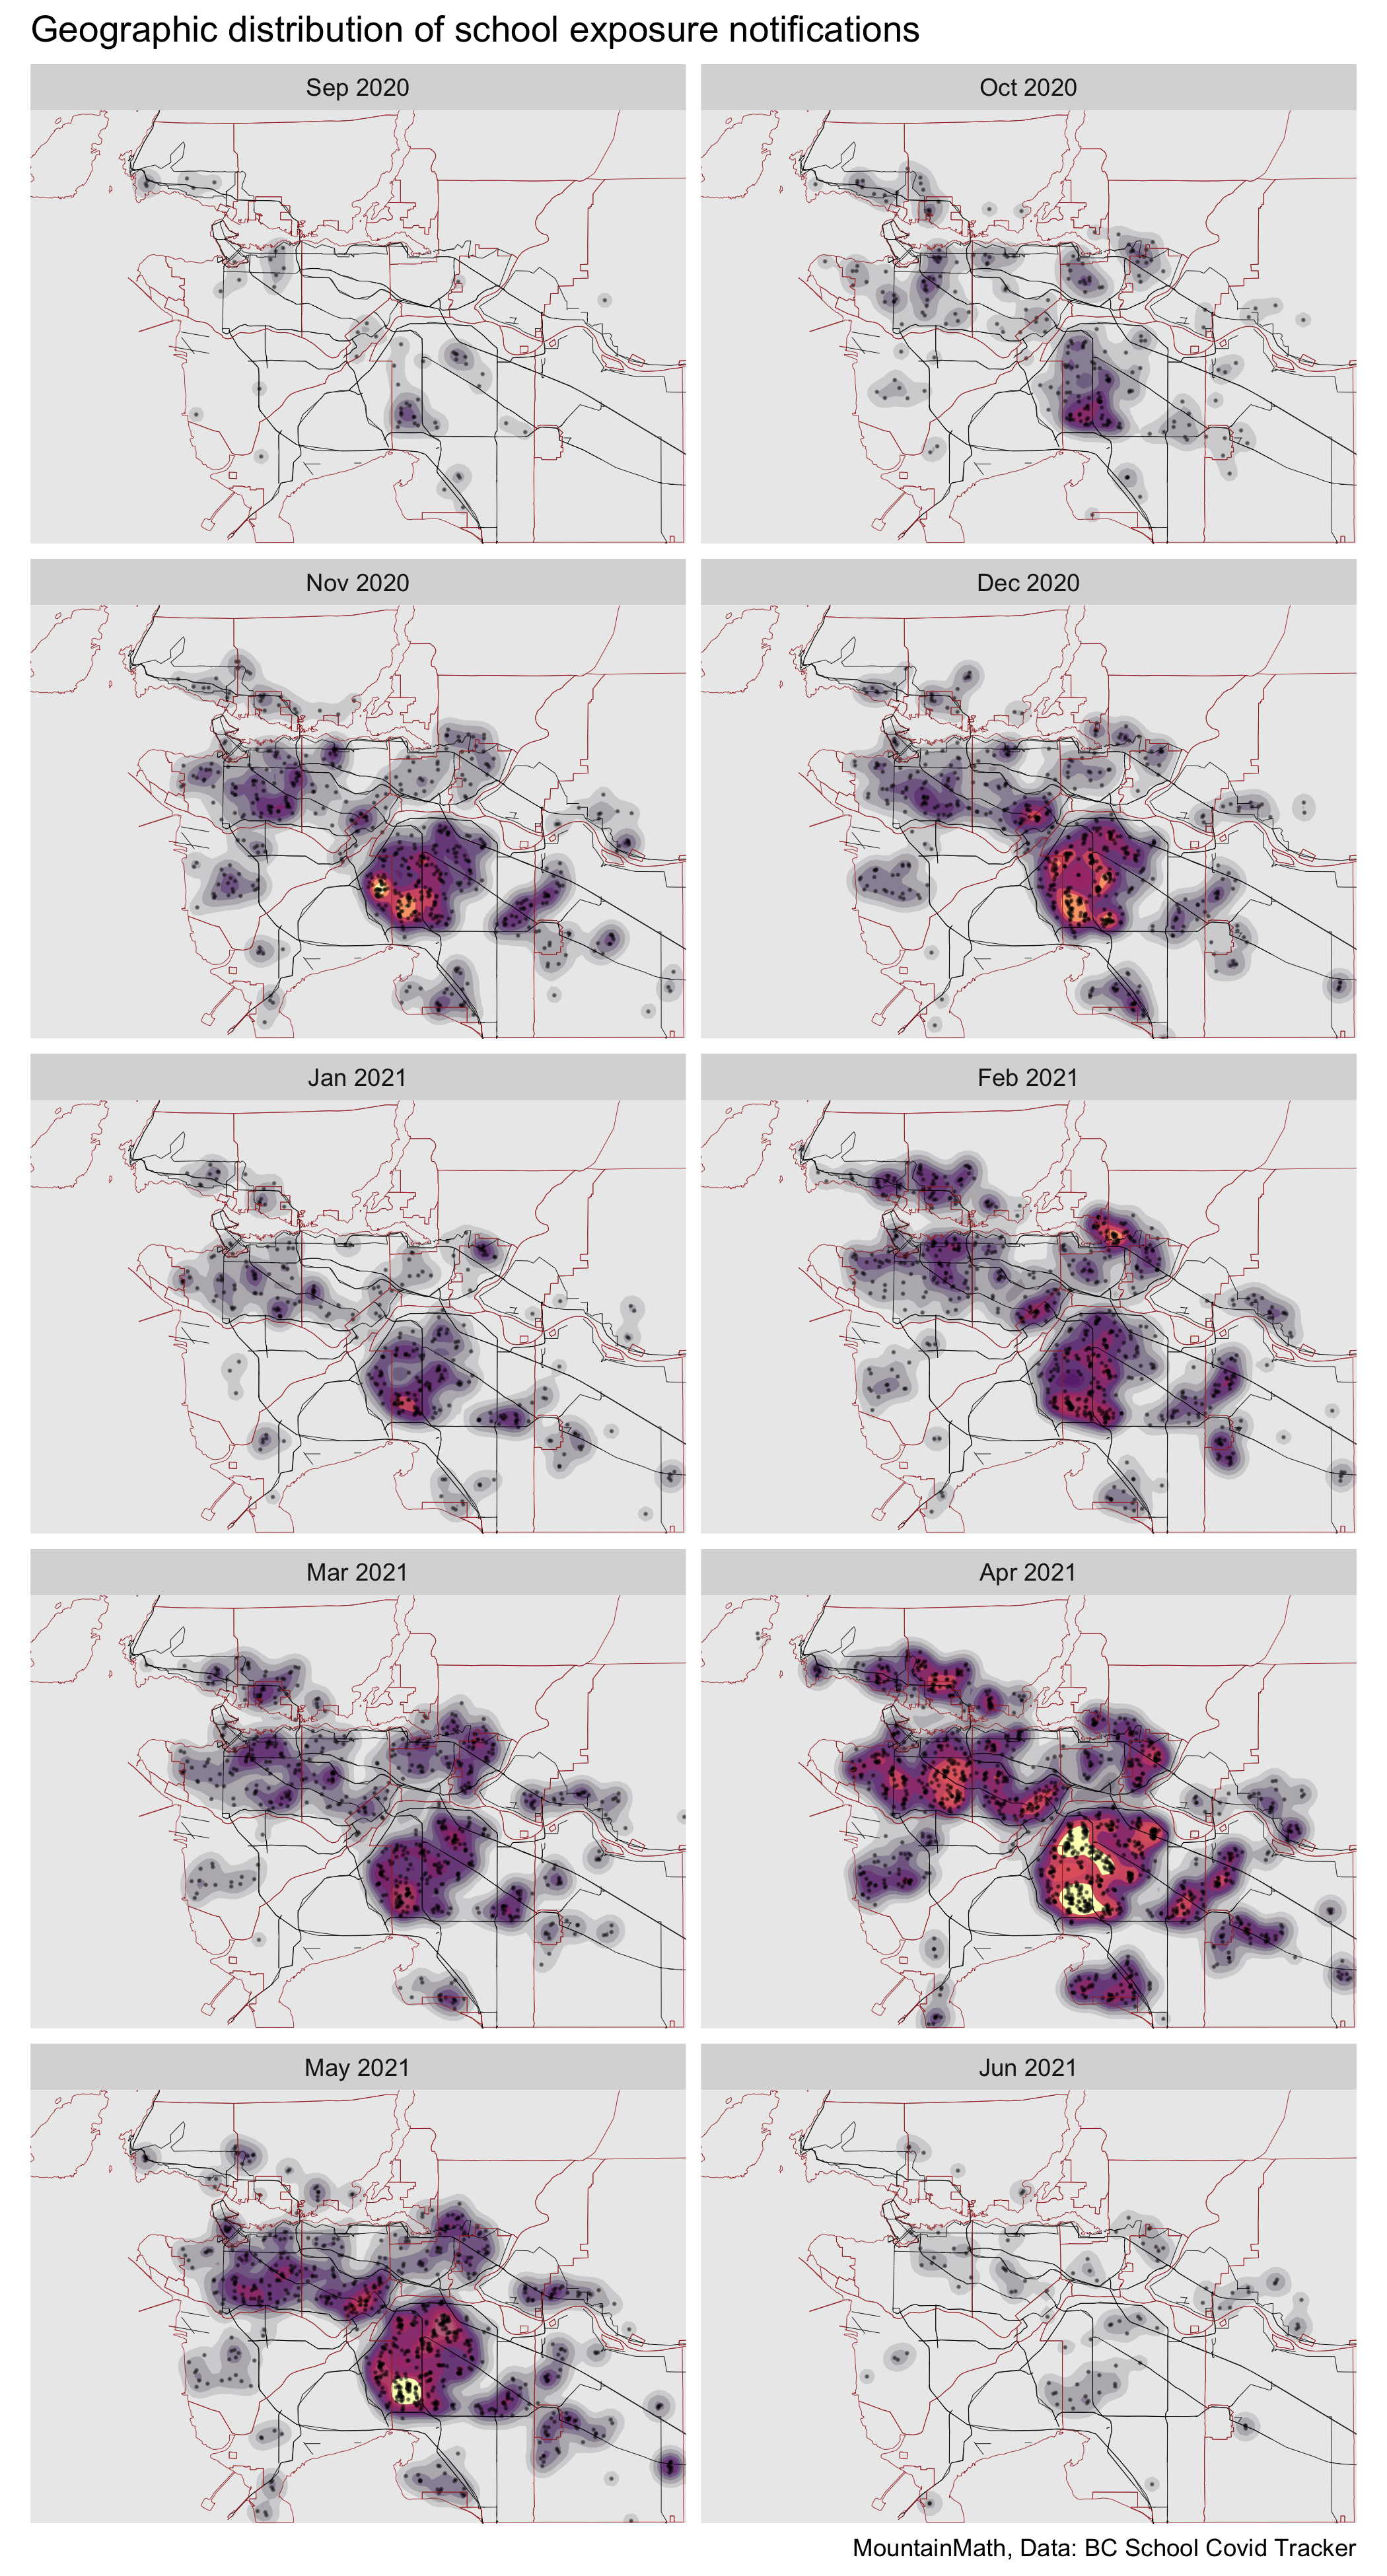 Geographic distribution of school exposure notifications
Sep 2020
Oct 2020
Nov 2020
Dec 2020
Jan 2021
Feb 2021
Mar 2021
Apr 2021
May 2021
Jun 2021
MountainMath, Data: BC School Covid Tracker